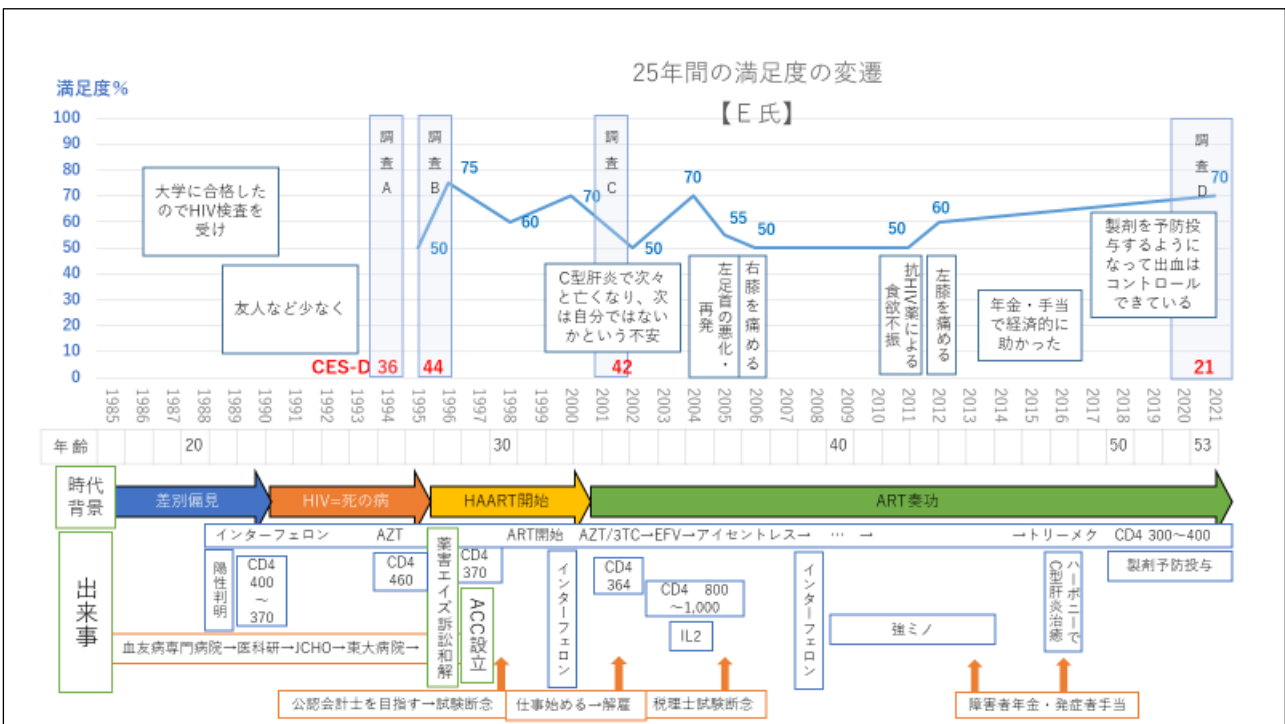 25年間の満足度の変遷
【E 氏】
満足度%
100
90
80
70
60
50
40
30
20
10
0
調査A
調査B
調査C
調査D
75
50
60
70
50
70
55
50
50
60
70
大学に合格した
のでHIV検査を
受け
友人など少なく
C型肝炎で次々
と亡くなり、次
は自分ではない
かという不安
左足首の悪化・
再発
右膝を痛める
抗HIV薬による
食欲不振
左膝を痛める
年金・手当
で経済的に
助かった
製剤を予防投
与するように
なって出血は
コントロール
できている
CES-D 36
44
42
21
1985 1986 1987 1988 1989 1990 1991 1992 1993 1994 1995 1996 1997 1998 1999 2000 2001 2002 2003 2004 2005 2006 2007 2008 2009 2010 2011 2012 2013 2014 2015 2016 2017 2018 2019 2020 2021
年齢 20 30 40 50 53
時代
背景
差別偏見
HIV=死の病
HAART開始
ART奏功
出来事
インターフェロン AZT ART開始 AZT/3TC→EFV→アイセントレス→ … → →トリーメク CD4 300～400
陽性判明
CD4
400
～
370
CD4
460
薬害エイズ訴訟和解
CD4
370
ACC設立
インターフェロン
CD4
364
CD4 800
～1,000
IL2
インターフェロン
強ミノ
ハーボニーで
C型肝炎治癒
製剤予防投与
血友病専門病院→医科研→JCHO→東大病院→
公認会計士を目指す→試験断念
仕事始める→解雇
税理士試験断念
障害者年金・発症者手当